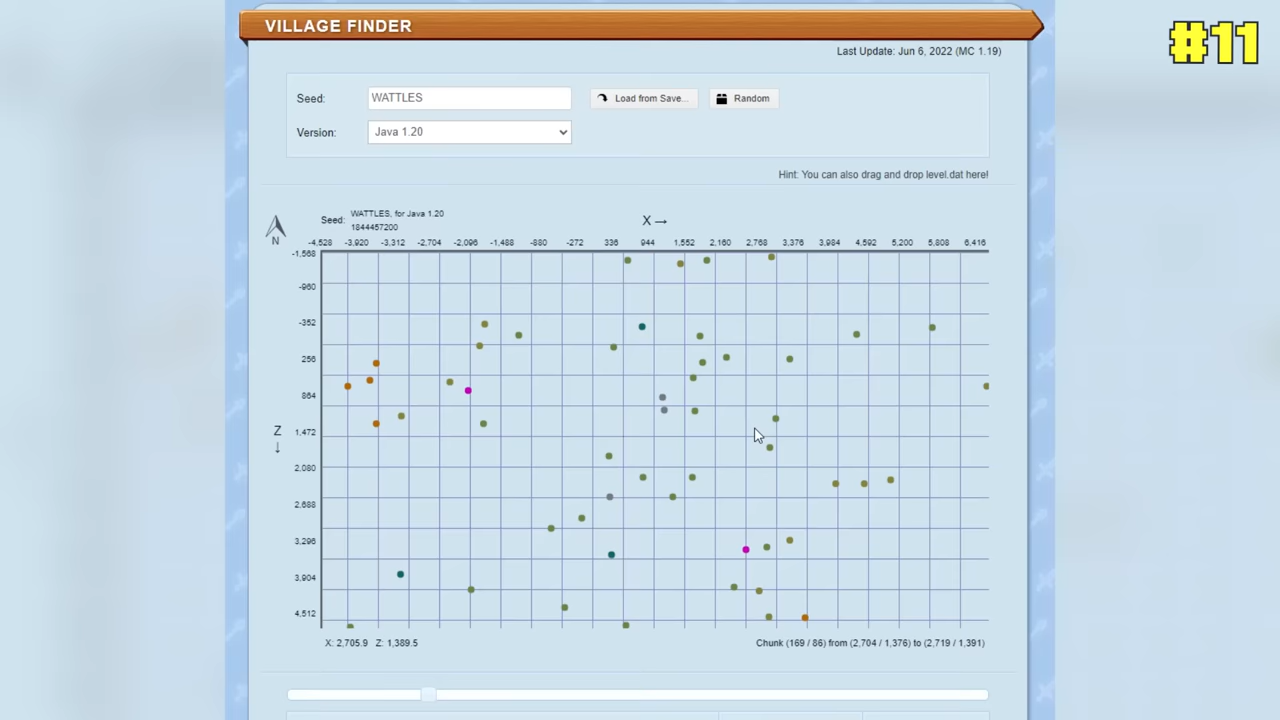 VILLAGE FINDER
#11
Last Update: Jun 6, 2022 (MC 1.19)
Seed: WATTLES Load from Save... Random
Version: Java 1.20
Hint: You can also drag and drop level.dat here!
Seed: WATTLES, for Java 1.20
1844457200
X →
N
-4,528 -3,920 -3,312 -2,704 -2,096 -1,488 -880 -272 336 944 1,552 2,160 2,768 3,376 3,984 4,592 5,200 5,808 6,416
-1,568
-960
-352
256
864
Z ↓
1,472
2,080
2,688
3,296
3,904
4,512
X: 2,705.9 Z: 1,389.5 Chunk (169 / 86) from (2,704 / 1,376) to (2,719 / 1,391)